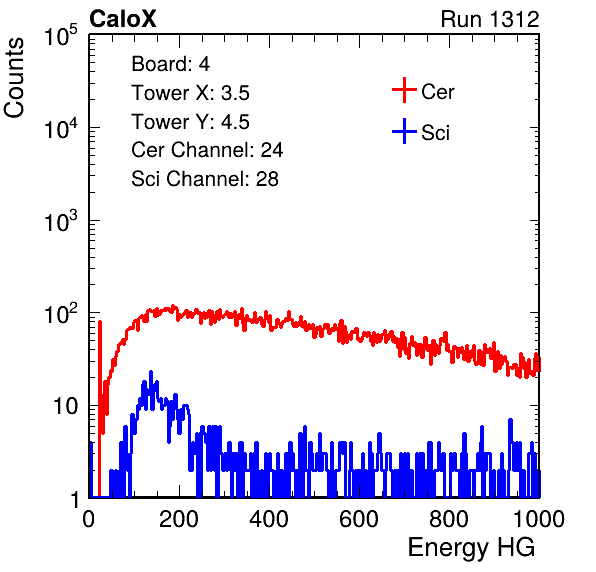 CaloX
Run 1312
Counts
10^5
10^4
10^3
10^2
10
1
Board: 4
Tower X: 3.5
Tower Y: 4.5
Cer Channel: 24
Sci Channel: 28
Cer
Sci
0 200 400 600 800 1000
Energy HG